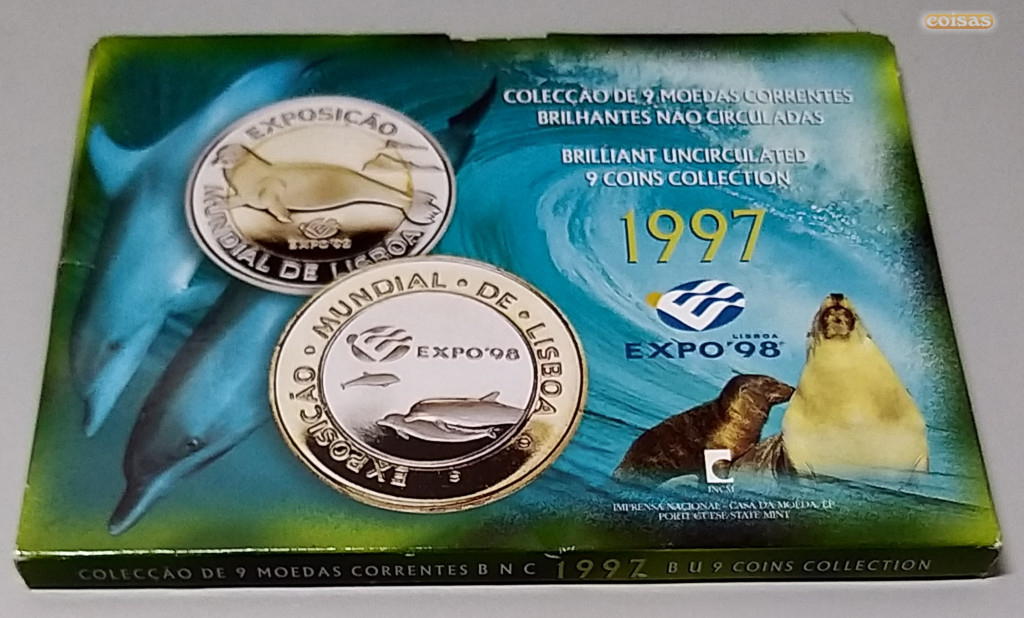 coisas
COLECÇÃO DE 9 MOEDAS CORRENTES
BRILHANTES NÃO CIRCULADAS
BRILLIANT UNCIRCULATED
9 COINS COLLECTION
1997
LISBOA
EXPO'98
EXPOSIÇÃO
MUNDIAL DE LISBOA
EXPO'98
EXPOSIÇÃO • MUNDIAL • DE • LISBOA
EXPO'98
INCM
IMPRENSA NACIONAL - CASA DA MOEDA, EP
PORTUGUESE STATE MINT
COLECÇÃO DE 9 MOEDAS CORRENTES B N C 1997 B U 9 COINS COLLECTION